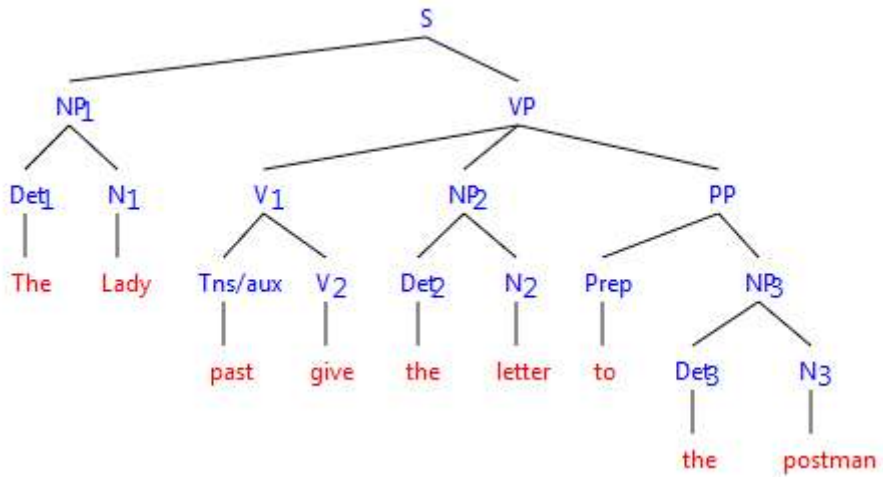 S
NP1 VP
Det1 N1 V1 NP2 PP
The Lady Tns/aux V2 Det2 N2 Prep NP3
past give the letter to Det3 N3
the postman